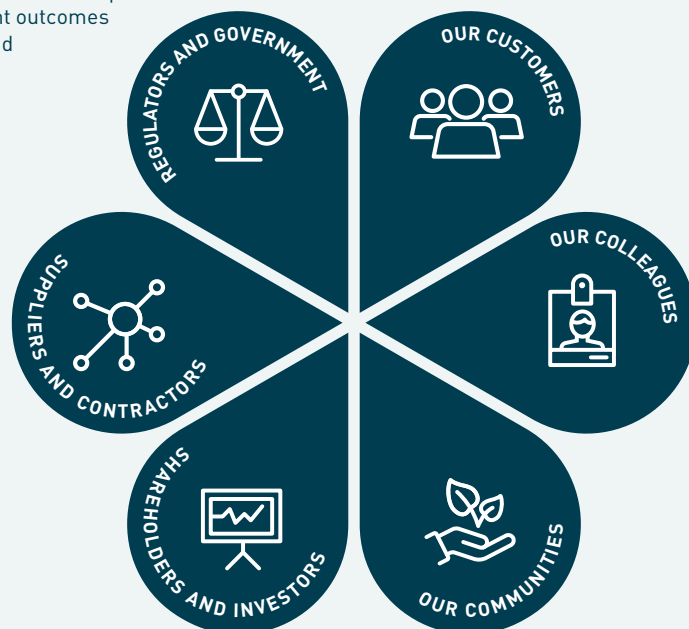 nt outcomes
d
REGULATORS AND GOVERNMENT
OUR CUSTOMERS
OUR COLLEAGUES
OUR COMMUNITIES
SHAREHOLDERS AND INVESTORS
SUPPLIERS AND CONTRACTORS